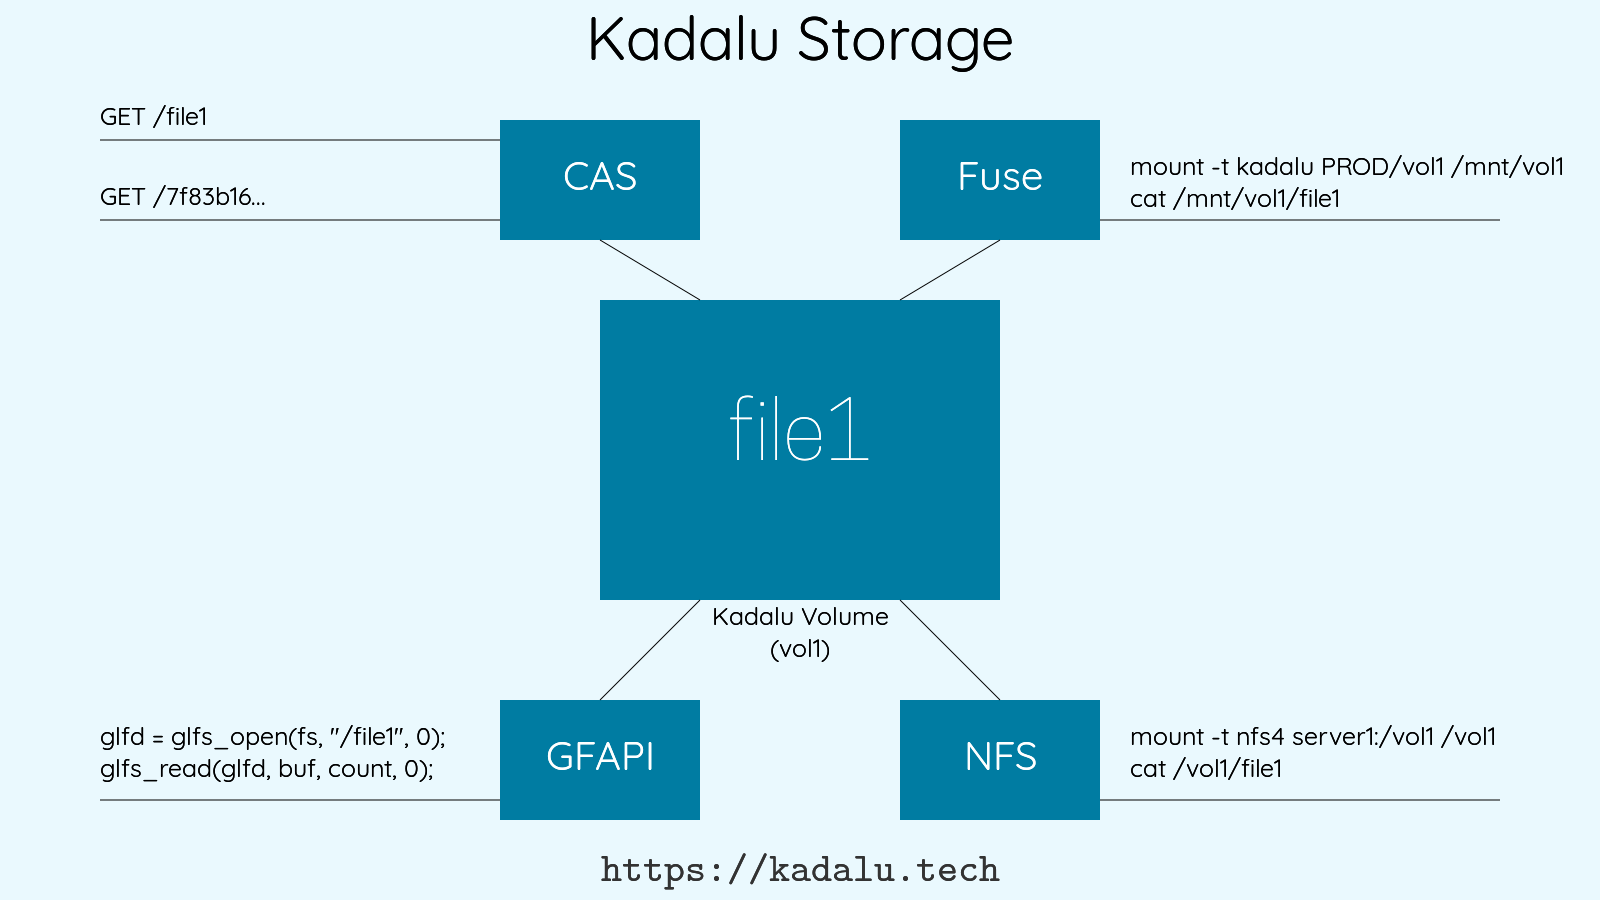 Kadalu Storage
GET /file1
GET /7f83b16...
CAS
Fuse
mount -t kadalu PROD/vol1 /mnt/vol1
cat /mnt/vol1/file1
file1
Kadalu Volume
(vol1)
glfd = glfs_open(fs, "/file1", 0);
glfs_read(glfd, buf, count, 0);
GFAPI
NFS
mount -t nfs4 server1:/vol1 /vol1
cat /vol1/file1
https://kadalu.tech